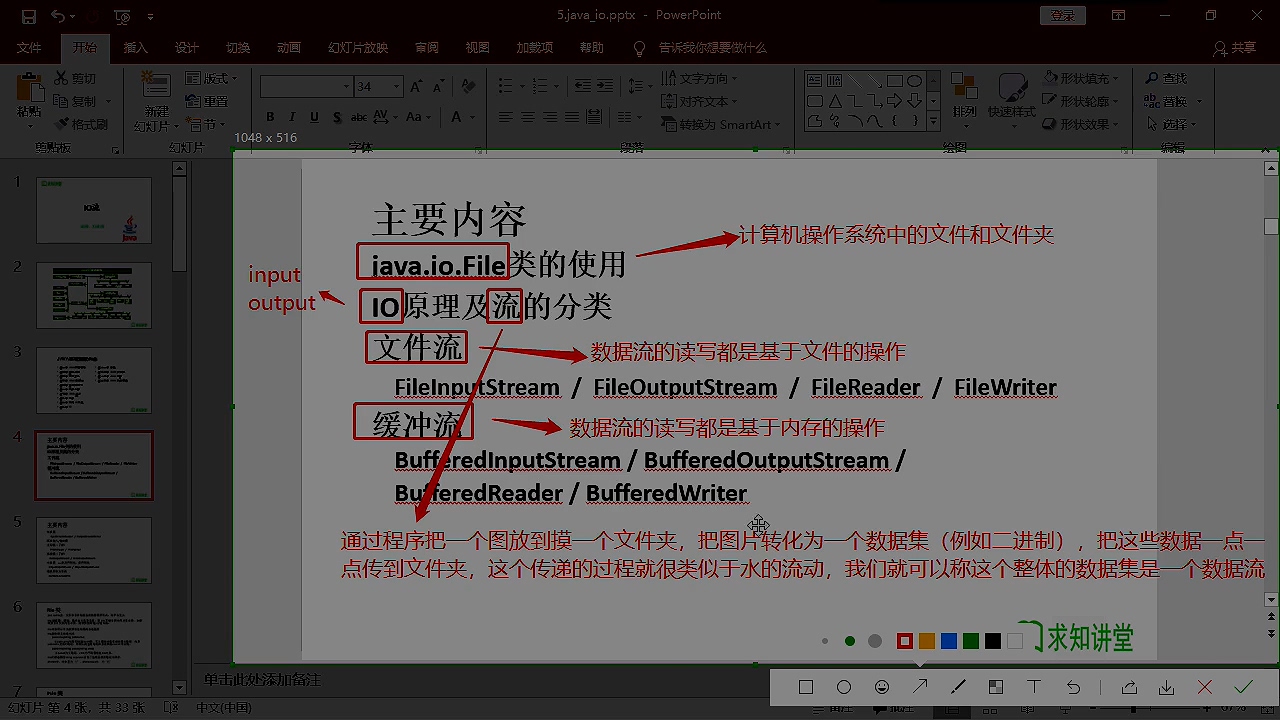 5.java_io.pptx - PowerPoint
登录
文件 开始 插入 设计 切换 动画 幻灯片放映 审阅 视图 加载项 帮助 告诉我你想要做什么 共享
粘贴 剪切 复制 格式刷 新建 幻灯片 版式 重置 节 34 文字方向 对齐文本 转换为 SmartArt 排列 快速样式 形状填充 形状轮廓 形状效果 查找 替换 选择
剪贴板 幻灯片 字体 段落 绘图 编辑
1048 x 516
主要内容
计算机操作系统中的文件和文件夹
java.io.File类的使用
input
output
IO原理及流的分类
文件流
数据流的读写都是基于文件的操作
FileInputStream / FileOutputStream / FileReader / FileWriter
缓冲流
数据流的读写都是基于内存的操作
BufferedInputStream / BufferedOutputStream /
BufferedReader / BufferedWriter
通过程序把一个图放到摸一个文件夹，把图片转化为一个数据集（例如二进制），把这些数据一点一
点传到文件夹，这个传递的过程就很类似于水的流动，我们就可以称这个整体的数据集是一个数据流
求知讲堂
1
2
3
4
5
6
7
单击此处添加备注
幻灯片 第 4 张，共 33 张 中文(中国)